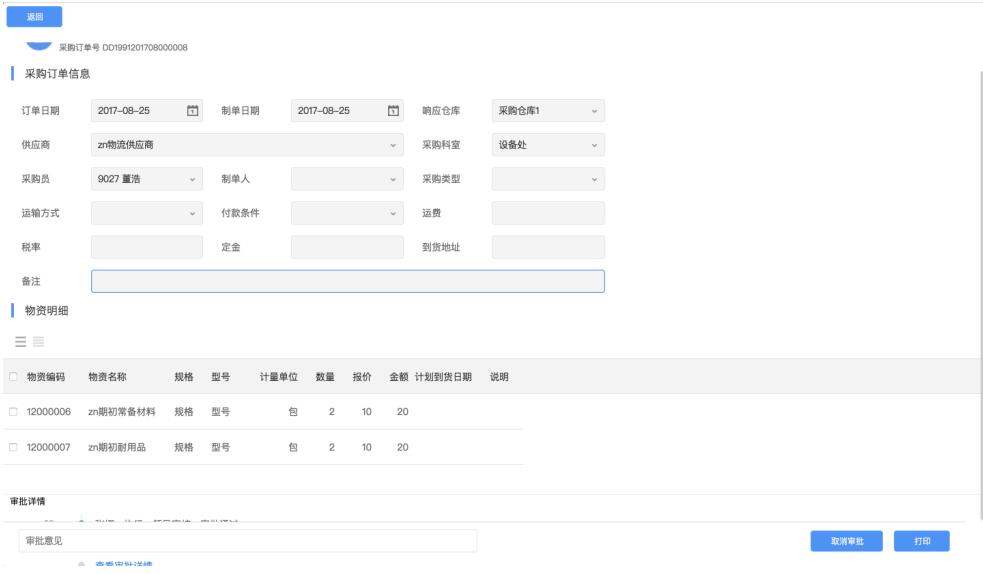 返回
采购订单号 DD1991201708000008
采购订单信息
订单日期 2017-08-25 制单日期 2017-08-25 响应仓库 采购仓库1
供应商 zn物流供应商 采购科室 设备处
采购员 9027 董浩 制单人 采购类型
运输方式 付款条件 运费
税率 定金 到货地址
备注
物资明细
物资编码 物资名称 规格 型号 计量单位 数量 报价 金额 计划到货日期 说明
12000006 zn期初常备材料 规格 型号 包 2 10 20
12000007 zn期初耐用品 规格 型号 包 2 10 20
审批详情
审批意见 取消审批 打印
查看审批详情